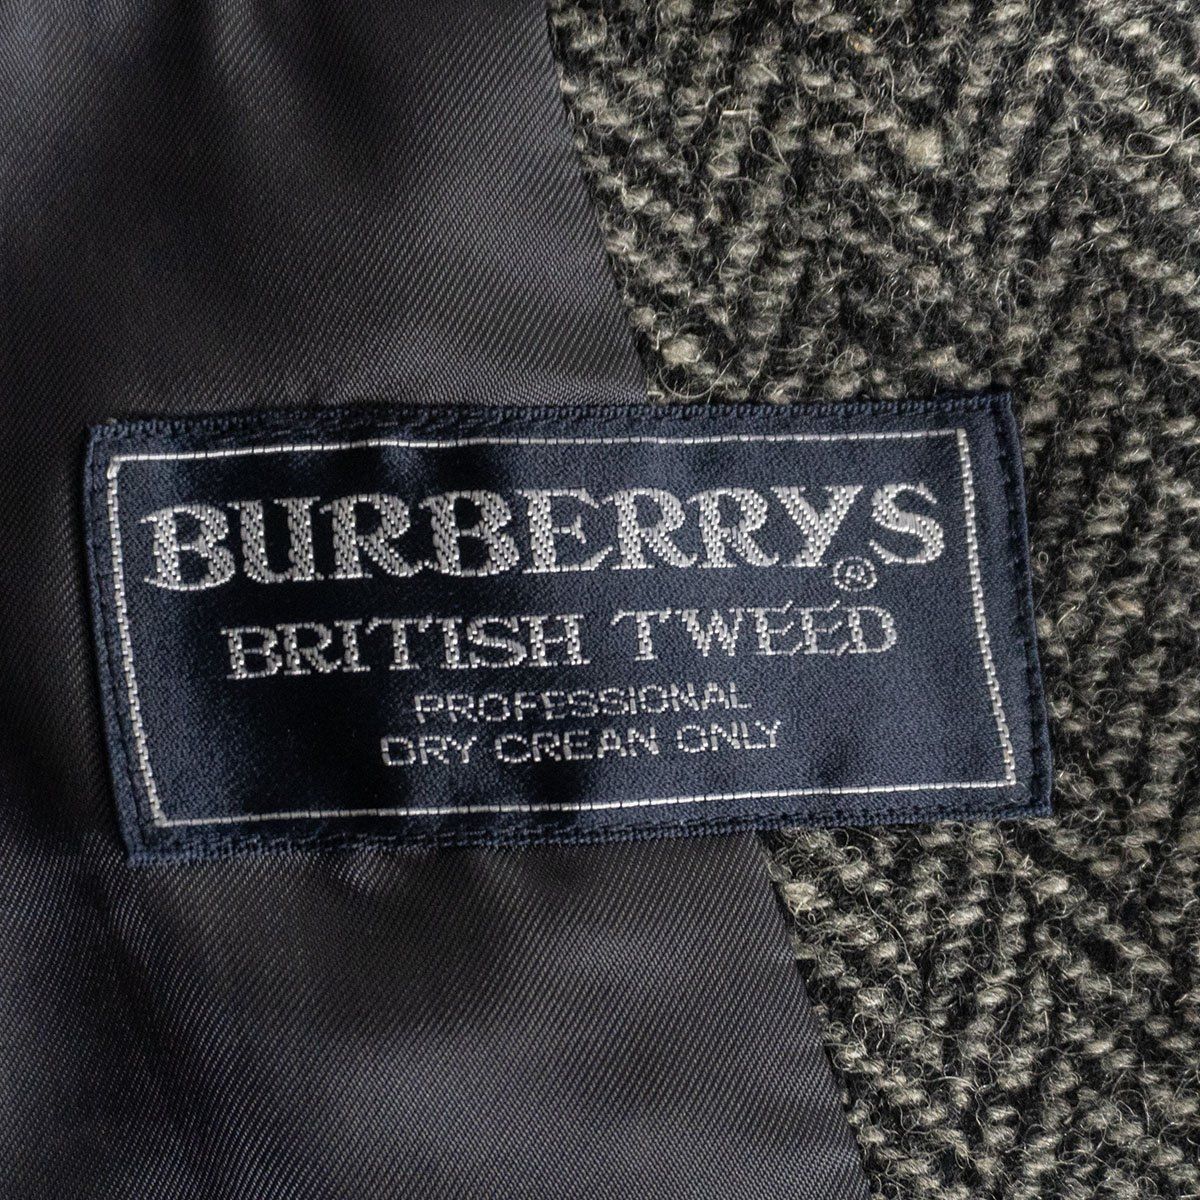 BURBERRYS®
BRITISH TWEED
PROFESSIONAL
DRY CREAN ONLY